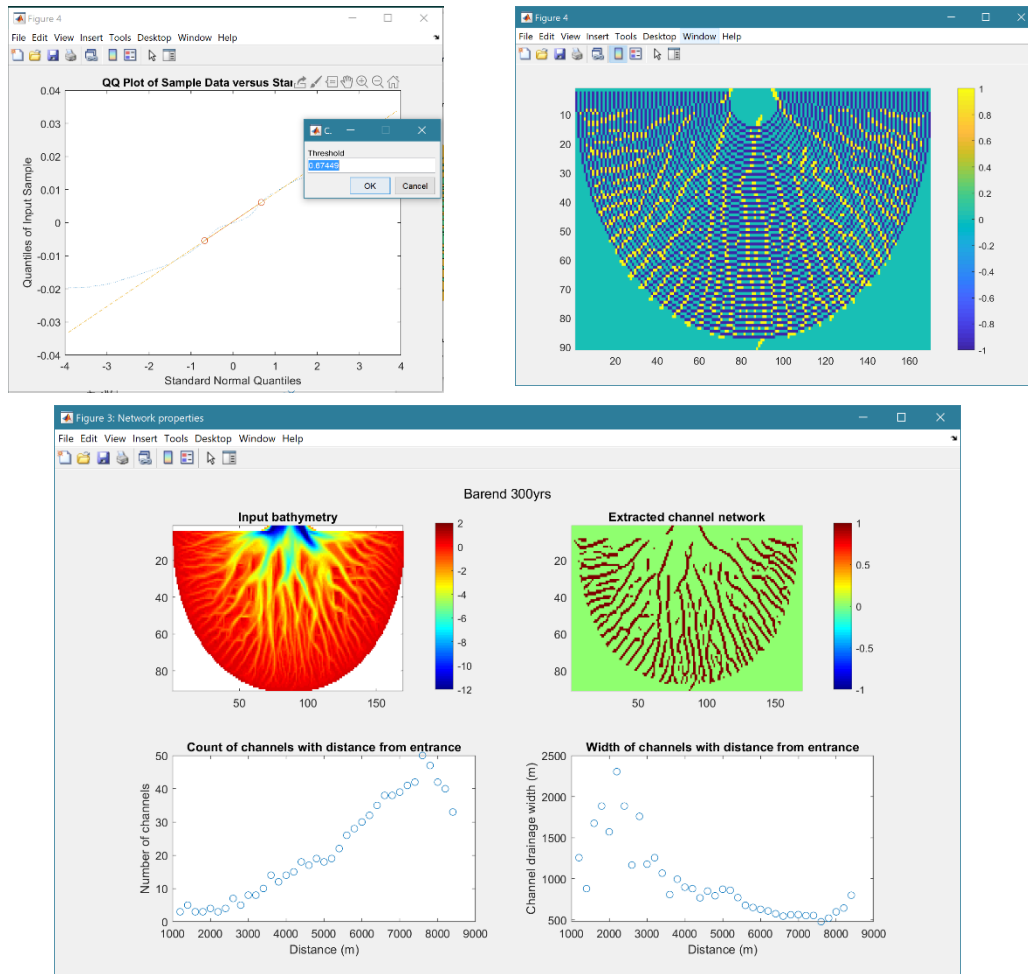 Figure 4
File Edit View Insert Tools Desktop Window Help
QQ Plot of Sample Data versus Stan
0.04
0.03
0.02
0.01
0
-0.01
-0.02
-0.03
-0.04
-4 -3 -2 -1 0 1 2 3 4
Quantiles of Input Sample
Standard Normal Quantiles
C.
Threshold
0.67449
OK Cancel
Figure 4
File Edit View Insert Tools Desktop Window Help
10
20
30
40
50
60
70
80
90
20 40 60 80 100 120 140 160
1
0.8
0.6
0.4
0.2
0
-0.2
-0.4
-0.6
-0.8
-1
Figure 3: Network properties
File Edit View Insert Tools Desktop Window Help
Barend 300yrs
Input bathymetry
20
40
60
80
50 100 150
2
0
-2
-4
-6
-8
-10
-12
Extracted channel network
20
40
60
80
50 100 150
1
0.5
0
-0.5
-1
Count of channels with distance from entrance
50
40
30
20
10
0
1000 2000 3000 4000 5000 6000 7000 8000 9000
Number of channels
Distance (m)
Width of channels with distance from entrance
2500
2000
1500
1000
500
1000 2000 3000 4000 5000 6000 7000 8000 9000
Channel drainage width (m)
Distance (m)